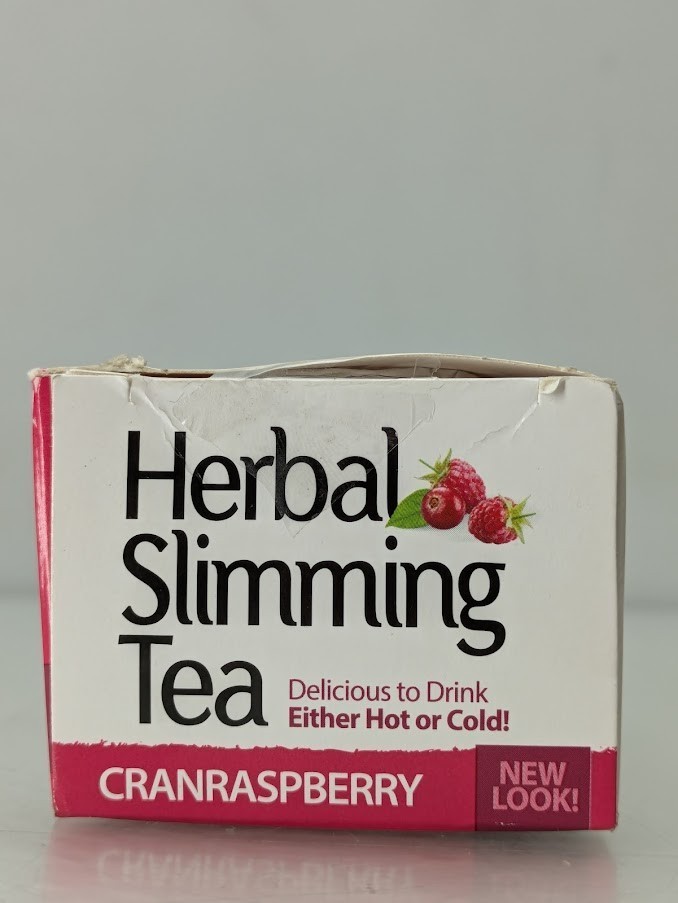 Herbal
Slimming
Tea
Delicious to Drink
Either Hot or Cold!
CRANRASPBERRY
NEW
LOOK!